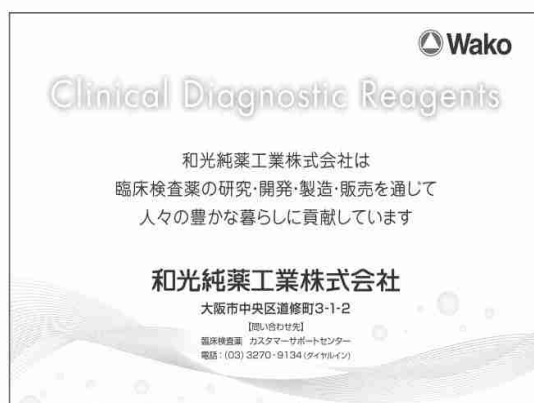 Wako
Clinical Diagnostic Reagents
和光純薬工業株式会社は
臨床検査薬の研究･開発･製造･販売を通じて
人々の豊かな暮らしに貢献しています
和光純薬工業株式会社
大阪市中央区道修町3-1-2
【問い合わせ先】
臨床検査薬 カスタマーサポートセンター
電話:(03) 3270-9134(ダイヤルイン)